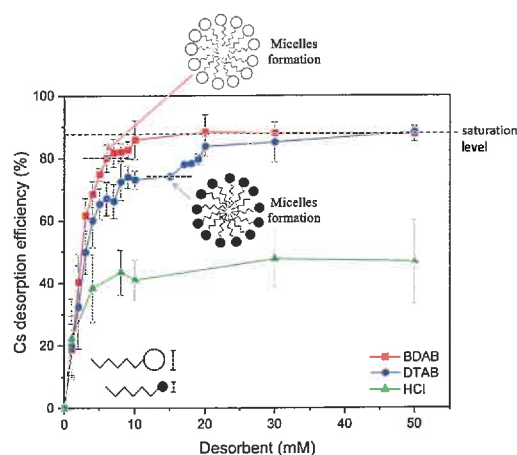 Micelles
formation
100
80
60
40
20
0
Cs desorption efficiency (%)
saturation
level
Micelles
formation
BDAB
DTAB
HCl
0 10 20 30 40 50
Desorbent (mM)